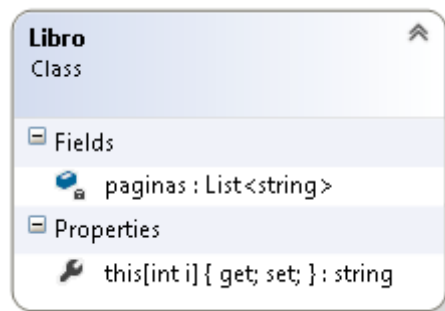 Libro
Class
Fields
paginas : List<string>
Properties
this[int i] { get; set; } : string